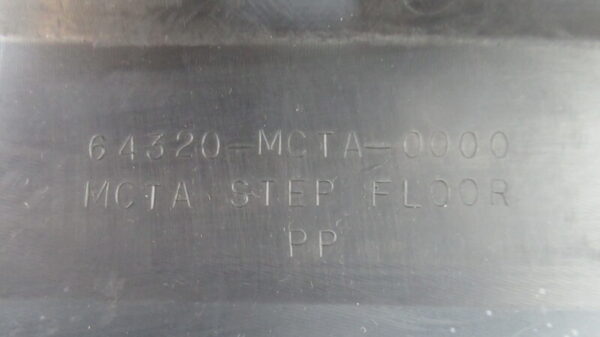 64320-MCTA-0000
MCTA STEP FLOOR
PP